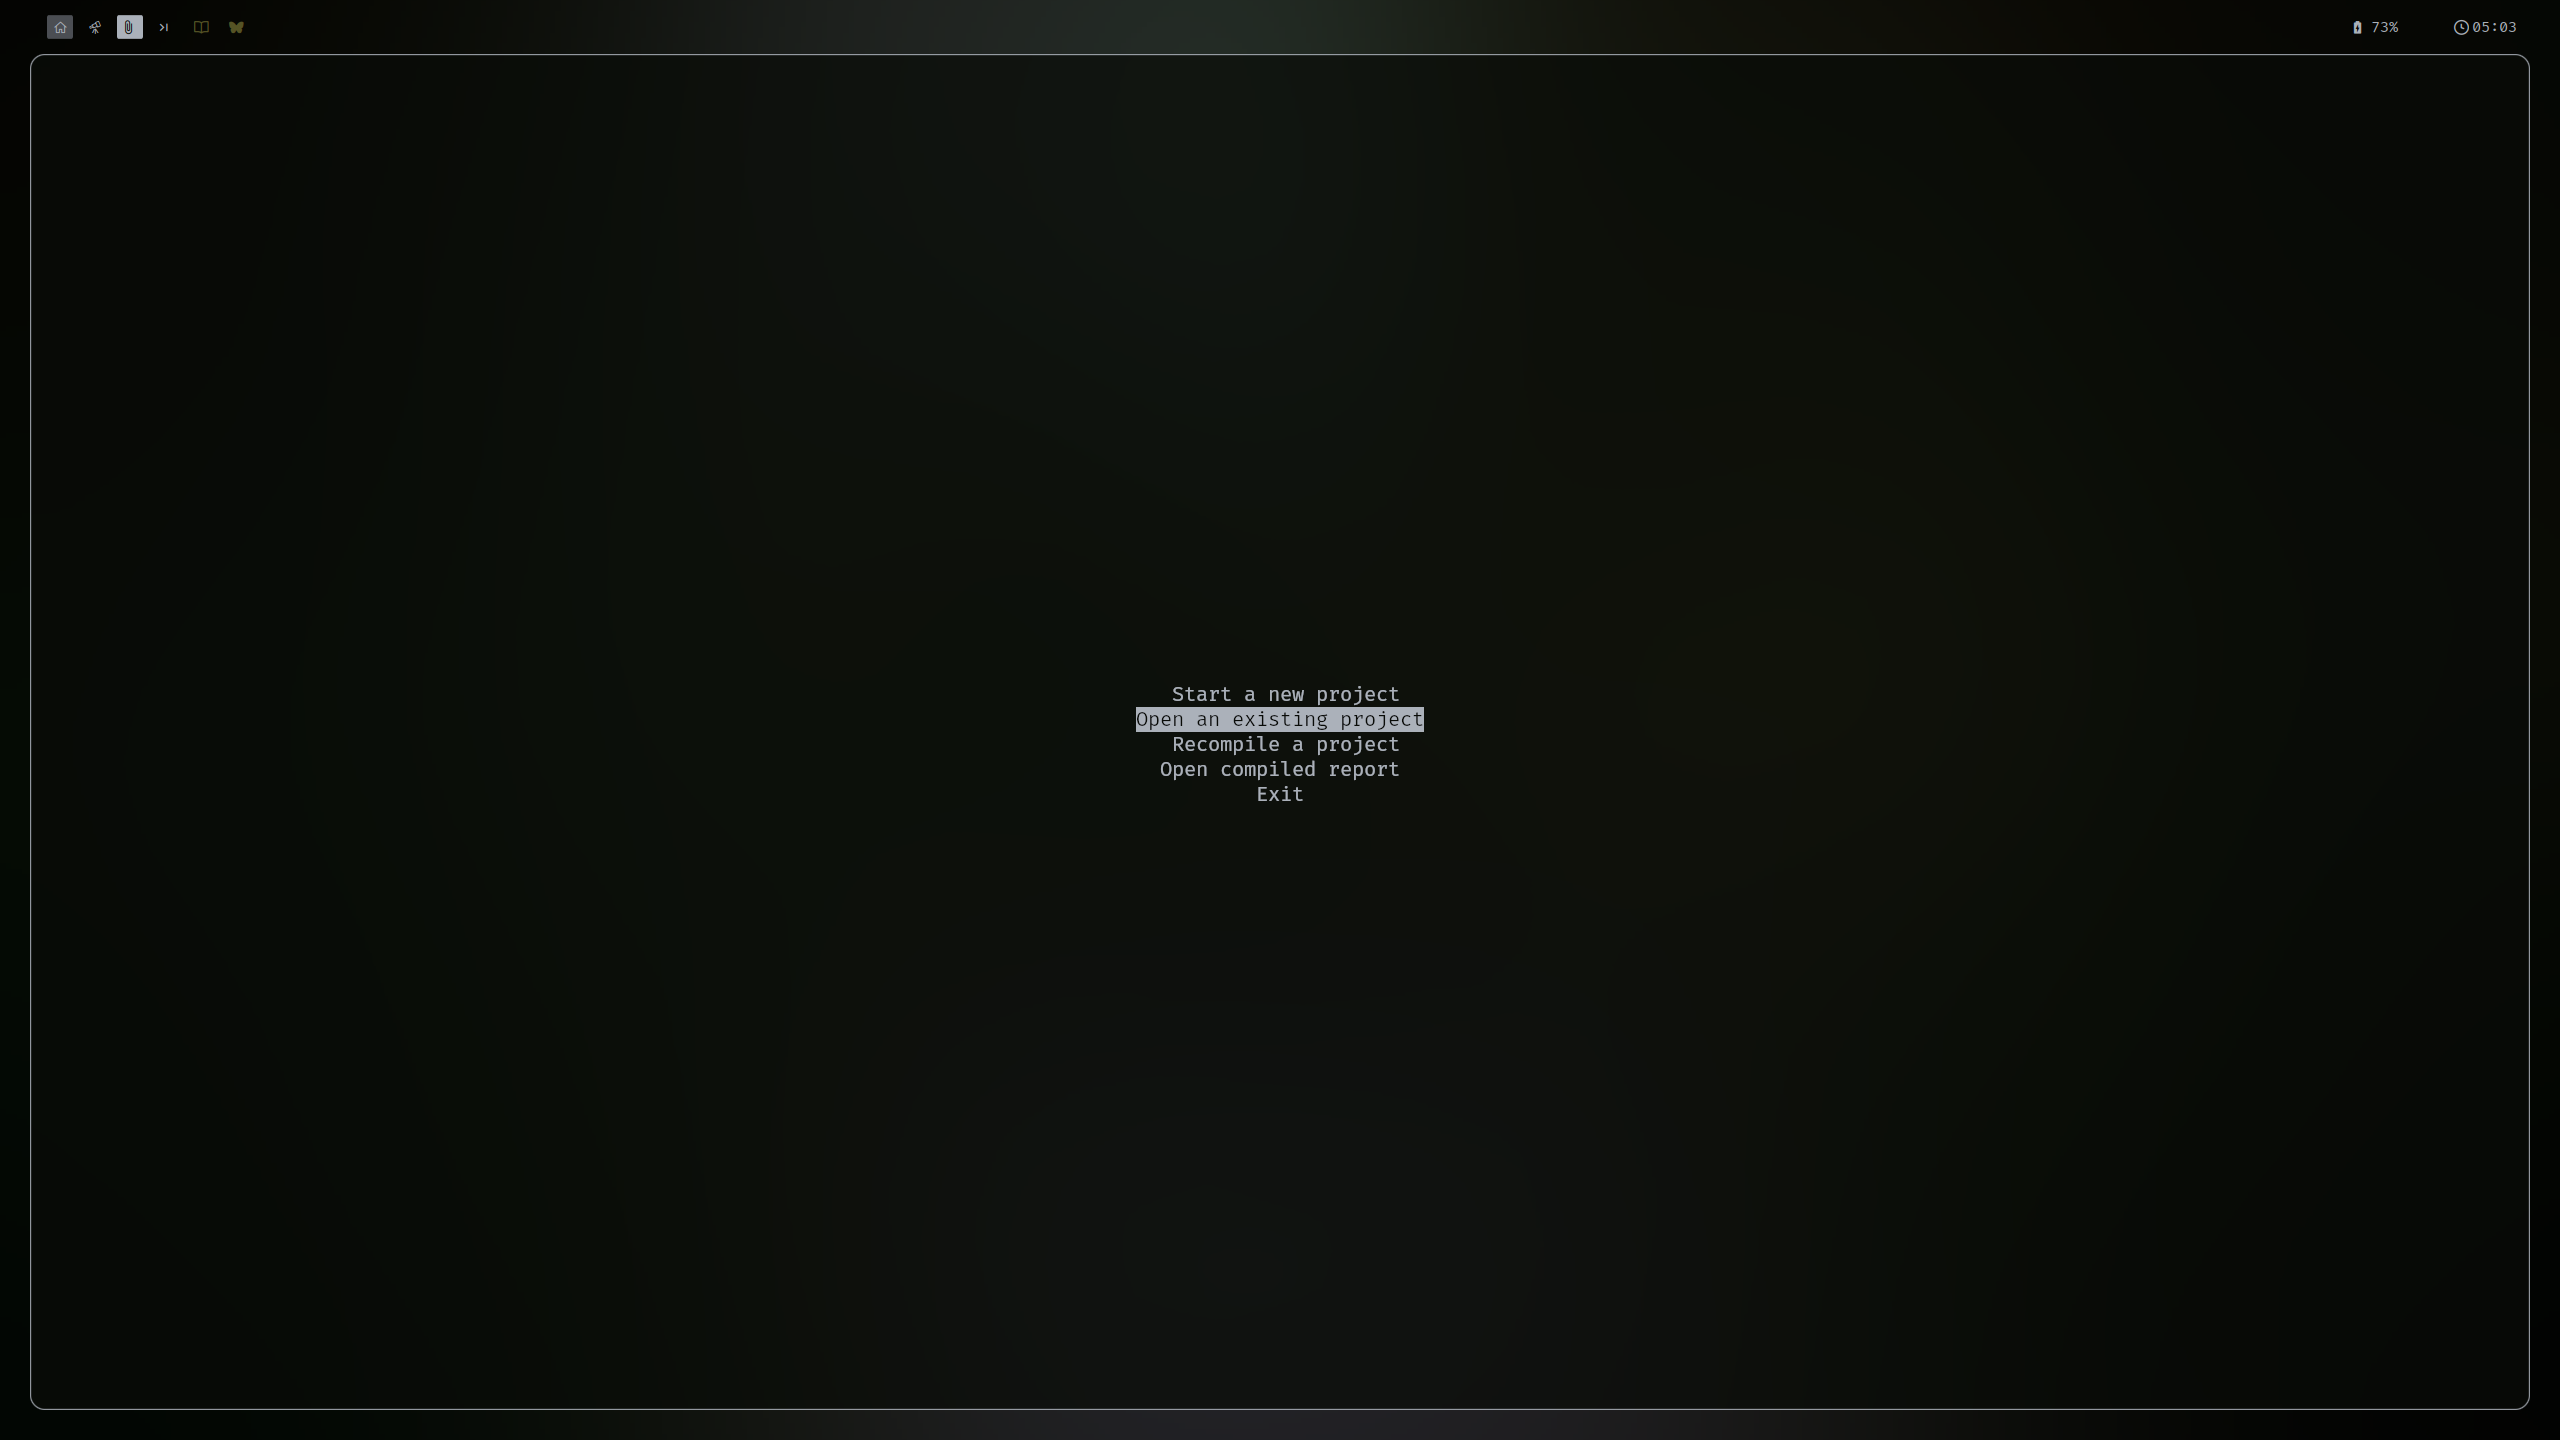 73% 05:03
Start a new project
Open an existing project
Recompile a project
Open compiled report
Exit